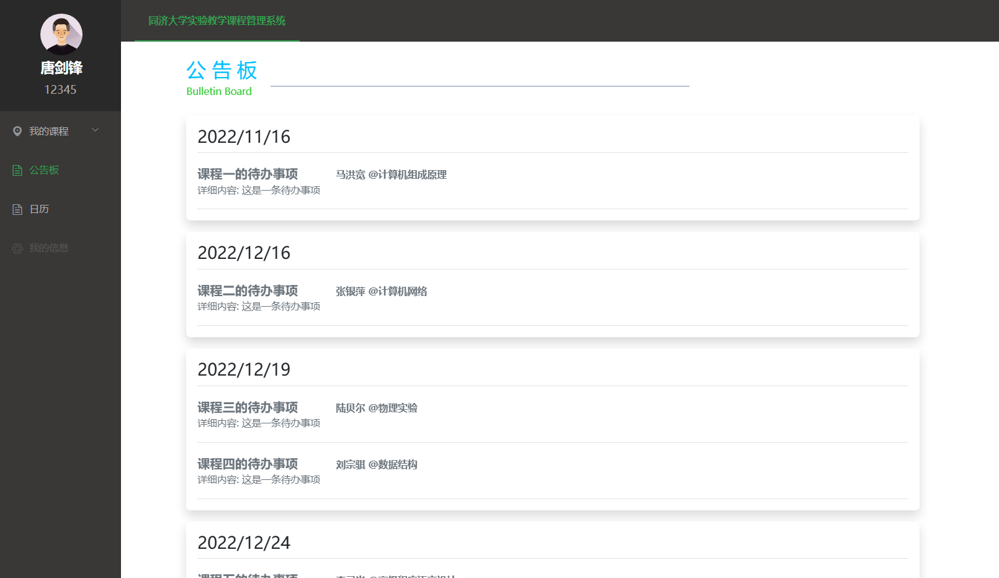 唐剑锋
12345
我的课程
公告板
日历
我的信息
同济大学实验教学课程管理系统
公告板
Bulletin Board
2022/11/16
课程一的待办事项 马洪宽 @计算机组成原理
详细内容: 这是一条待办事项
2022/12/16
课程二的待办事项 张银萍 @计算机网络
详细内容: 这是一条待办事项
2022/12/19
课程三的待办事项 陆贝尔 @物理实验
详细内容: 这是一条待办事项
课程四的待办事项 刘宗骐 @数据结构
详细内容: 这是一条待办事项
2022/12/24
课程五的待办事项